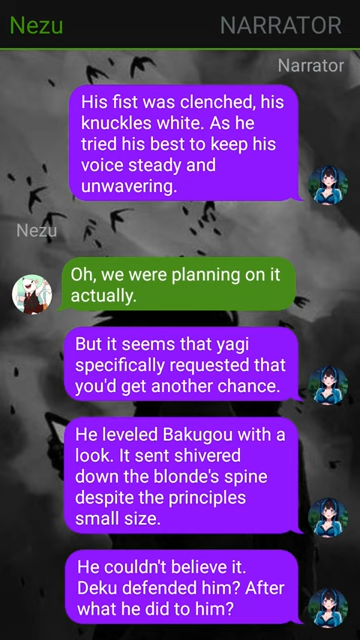 Nezu NARRATOR
Narrator
His fist was clenched, his
knuckles white. As he
tried his best to keep his
voice steady and
unwavering.
Nezu
Oh, we were planning on it
actually.
But it seems that yagi
specifically requested that
you'd get another chance.
He leveled Bakugou with a
look. It sent shivered
down the blonde's spine
despite the principles
small size.
He couldn't believe it.
Deku defended him? After
what he did to him?